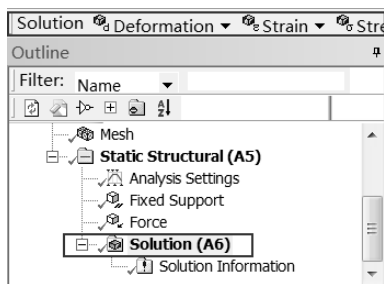 Solution Deformation Strain Stre
Outline
Filter: Name
Mesh
Static Structural (A5)
Analysis Settings
Fixed Support
Force
Solution (A6)
Solution Information